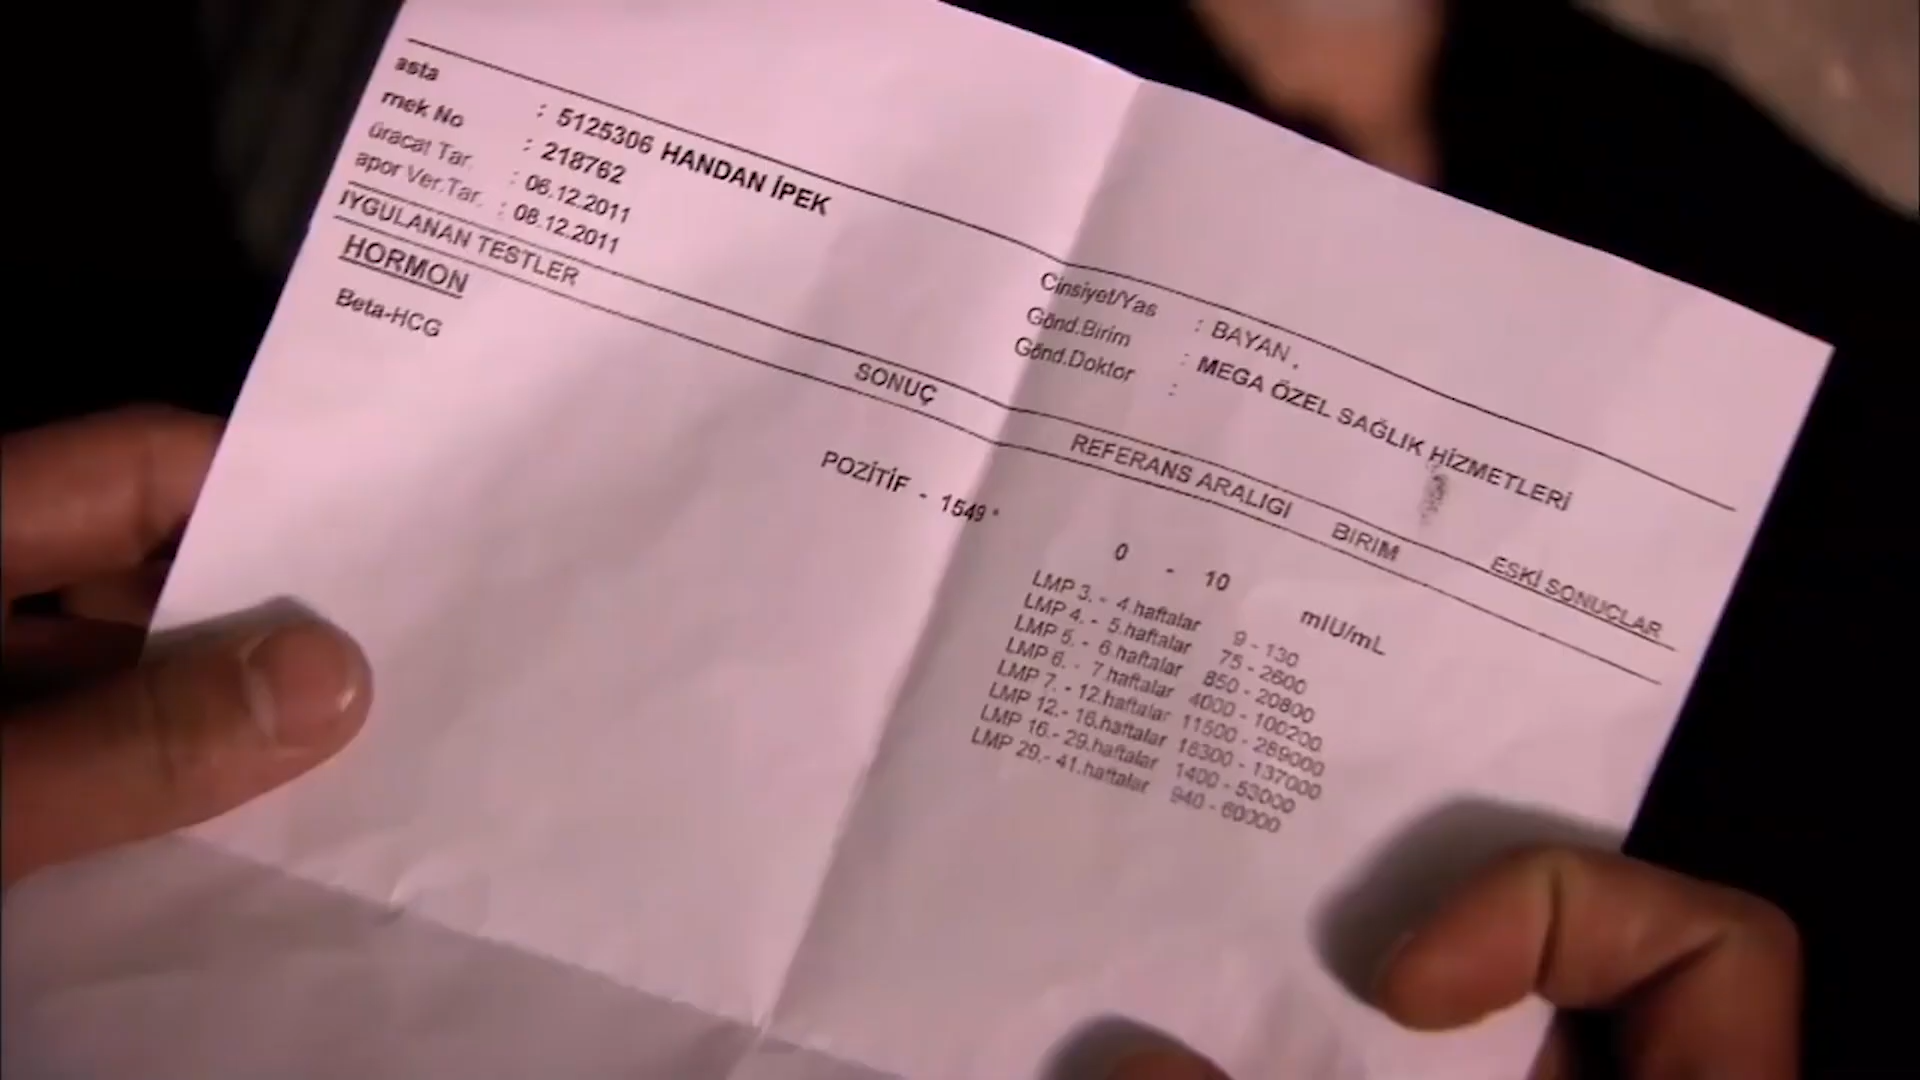 asta : 5125306 HANDAN İPEK
rnek No : 218762
üracat Tar. : 06.12.2011
apor Ver.Tar. : 08.12.2011
Cinsiyet/Yas : BAYAN .
Gönd.Birim : MEGA ÖZEL SAĞLIK HİZMETLERİ
Gönd.Doktor :
UYGULANAN TESTLER SONUÇ REFERANS ARALIGI BIRIM ESKİ SONUÇLAR
HORMON
Beta-HCG POZİTİF - 1549 * 0 - 10 mIU/mL
LMP 3. - 4.haftalar 9 - 130
LMP 4. - 5.haftalar 75 - 2600
LMP 5. - 6.haftalar 850 - 20800
LMP 6. - 7.haftalar 4000 - 100200
LMP 7. - 12.haftalar 11500 - 289000
LMP 12.- 16.haftalar 18300 - 137000
LMP 16.- 29.haftalar 1400 - 53000
LMP 29.- 41.haftalar 940 - 60000